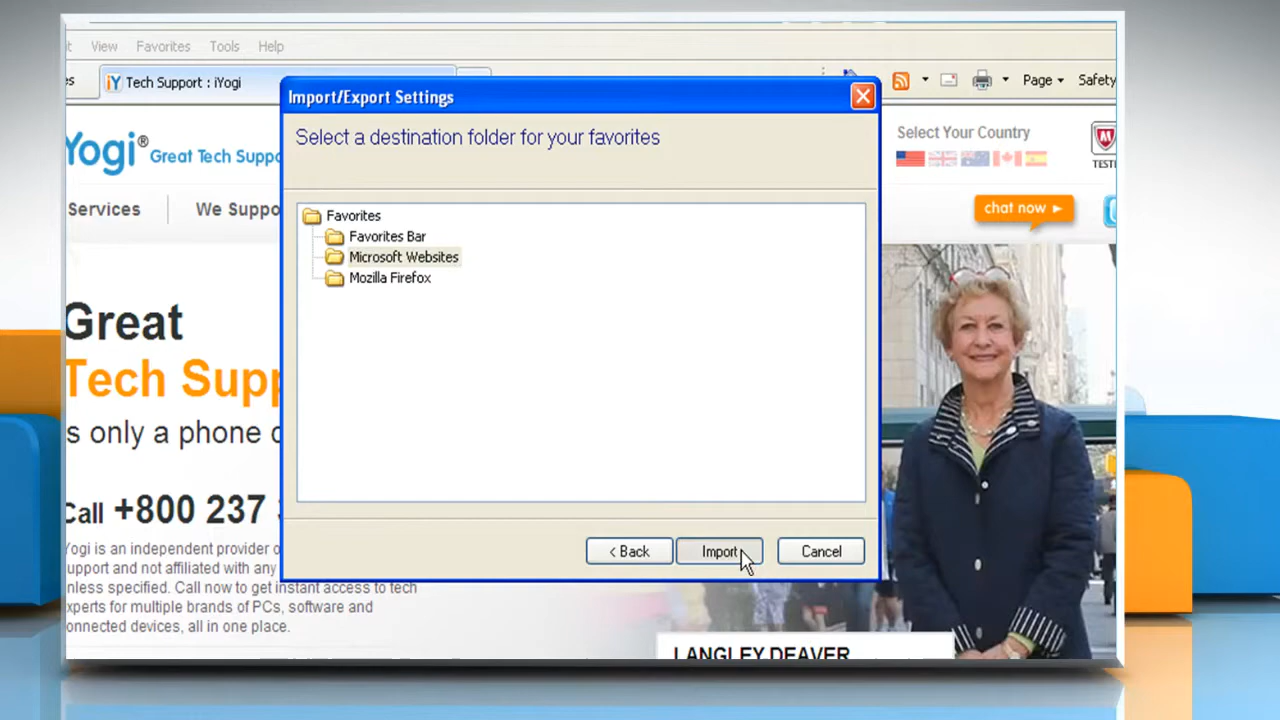 View Favorites Tools Help
Tech Support : iYogi
Page
Safety
Import/Export Settings
Select a destination folder for your favorites
Favorites
Favorites Bar
Microsoft Websites
Mozilla Firefox
< Back
Import
Cancel
Yogi® Great Tech Suppo
Select Your Country
TEST
Services
We Suppo
chat now
Great
Tech Supp
s only a phone
Call +800 237
Yogi is an independent provider
upport and not affiliated with any
nless specified. Call now to get instant access to tech
xperts for multiple brands of PCs, software and
onnected devices, all in one place.
LANGLEY DEAVER